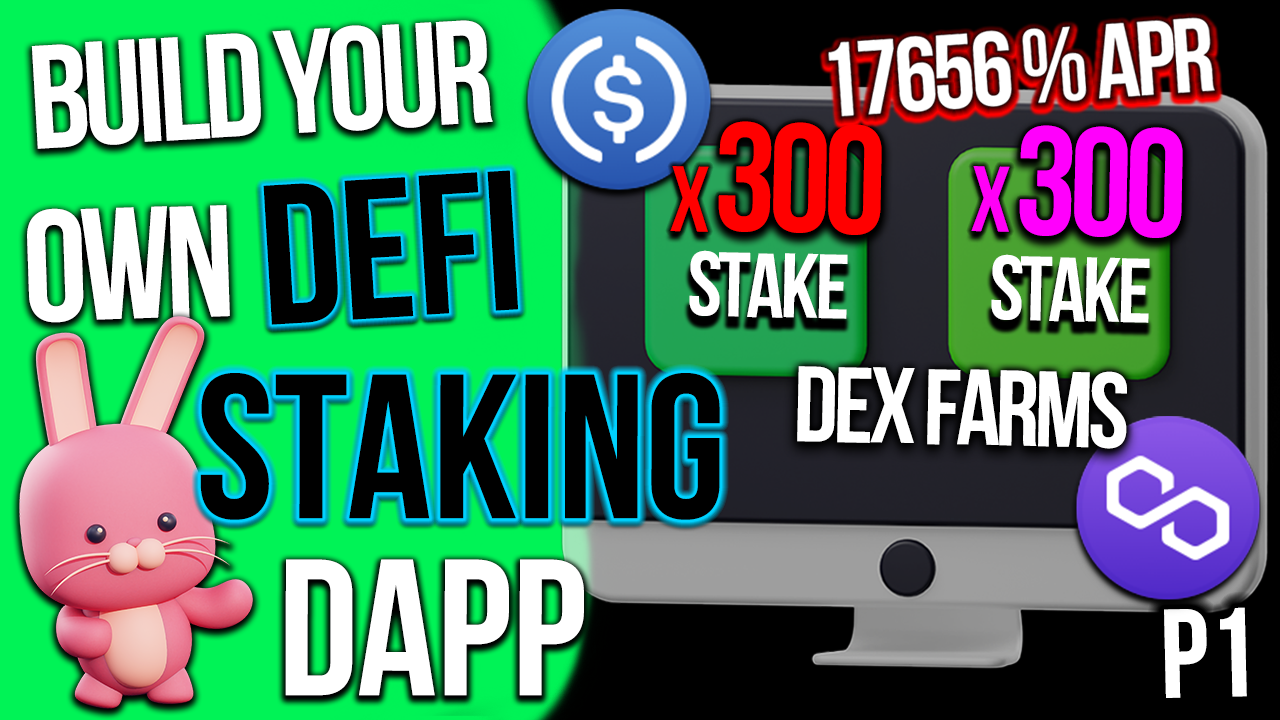 BUILD YOUR
OWN DEFI
STAKING
DAPP
$
17656 % APR
x300
STAKE
x300
STAKE
DEX FARMS
P1